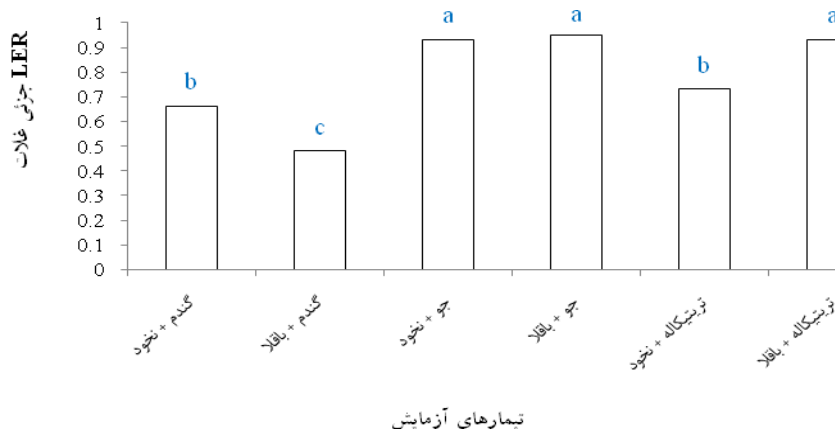 LER جزئی غلات
1
0.9
0.8
0.7
0.6
0.5
0.4
0.3
0.2
0.1
0
b
c
a
a
b
a
گندم + نخود
گندم + باقلا
جو + نخود
جو + باقلا
تریتیکاله + نخود
تریتیکاله + باقلا
تیمارهای آزمایش